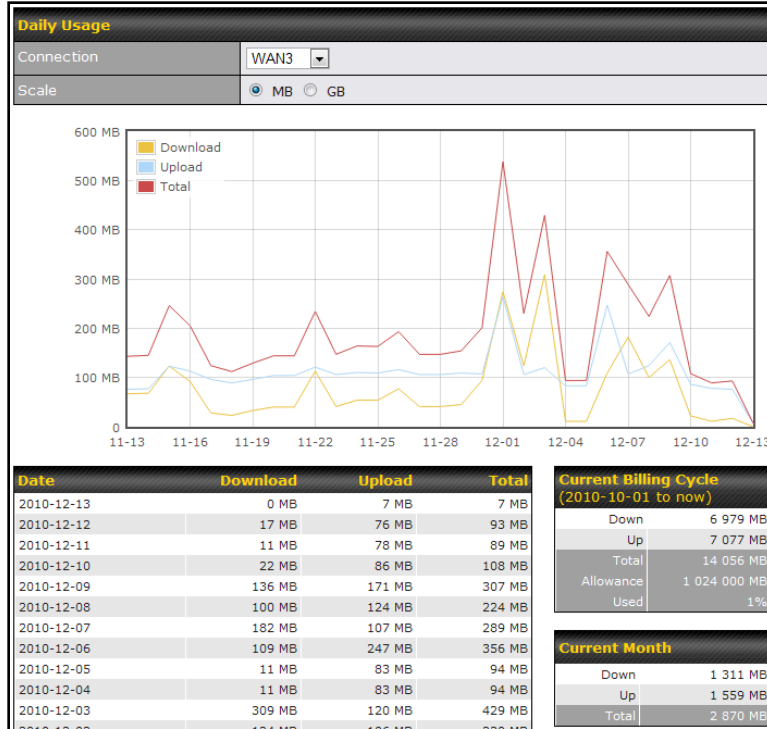 Daily Usage
Connection WAN3
Scale MB GB
600 MB
500 MB
400 MB
300 MB
200 MB
100 MB
0
Download
Upload
Total
11-13 11-16 11-19 11-22 11-25 11-28 12-01 12-04 12-07 12-10 12-13
Date Download Upload Total
2010-12-13 0 MB 7 MB 7 MB
2010-12-12 17 MB 76 MB 93 MB
2010-12-11 11 MB 78 MB 89 MB
2010-12-10 22 MB 86 MB 108 MB
2010-12-09 136 MB 171 MB 307 MB
2010-12-08 100 MB 124 MB 224 MB
2010-12-07 182 MB 107 MB 289 MB
2010-12-06 109 MB 247 MB 356 MB
2010-12-05 11 MB 83 MB 94 MB
2010-12-04 11 MB 83 MB 94 MB
2010-12-03 309 MB 120 MB 429 MB
Current Billing Cycle
(2010-10-01 to now)
Down 6 979 MB
Up 7 077 MB
Total 14 056 MB
Allowance 1 024 000 MB
Used 1%
Current Month
Down 1 311 MB
Up 1 559 MB
Total 2 870 MB